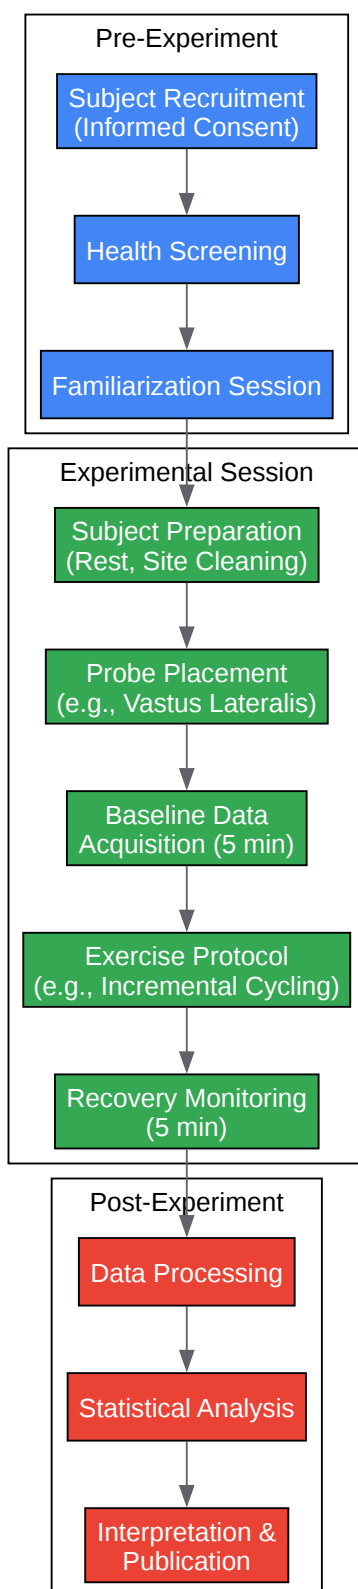 Pre-Experiment
Subject Recruitment
(Informed Consent)
Health Screening
Familiarization Session
Experimental Session
Subject Preparation
(Rest, Site Cleaning)
Probe Placement
(e.g., Vastus Lateralis)
Baseline Data
Acquisition (5 min)
Exercise Protocol
(e.g., Incremental Cycling)
Recovery Monitoring
(5 min)
Post-Experiment
Data Processing
Statistical Analysis
Interpretation &
Publication